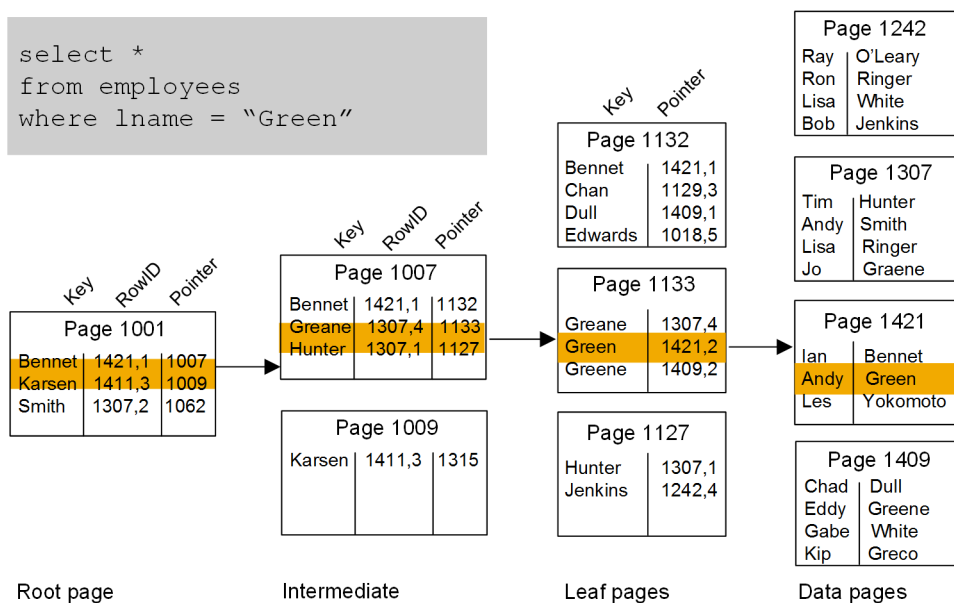 select *
from employees
where lname = “Green”
Key RowID Pointer
Page 1001
Bennet 1421,1 1007
Karsen 1411,3 1009
Smith 1307,2 1062
Root page
Key RowID Pointer
Page 1007
Bennet 1421,1 1132
Greane 1307,4 1133
Hunter 1307,1 1127
Page 1009
Karsen 1411,3 1315
Intermediate
Key Pointer
Page 1132
Bennet 1421,1
Chan 1129,3
Dull 1409,1
Edwards 1018,5
Page 1133
Greane 1307,4
Green 1421,2
Greene 1409,2
Page 1127
Hunter 1307,1
Jenkins 1242,4
Leaf pages
Page 1242
Ray O’Leary
Ron Ringer
Lisa White
Bob Jenkins
Page 1307
Tim Hunter
Andy Smith
Lisa Ringer
Jo Graene
Page 1421
Ian Bennet
Andy Green
Les Yokomoto
Page 1409
Chad Dull
Eddy Greene
Gabe White
Kip Greco
Data pages